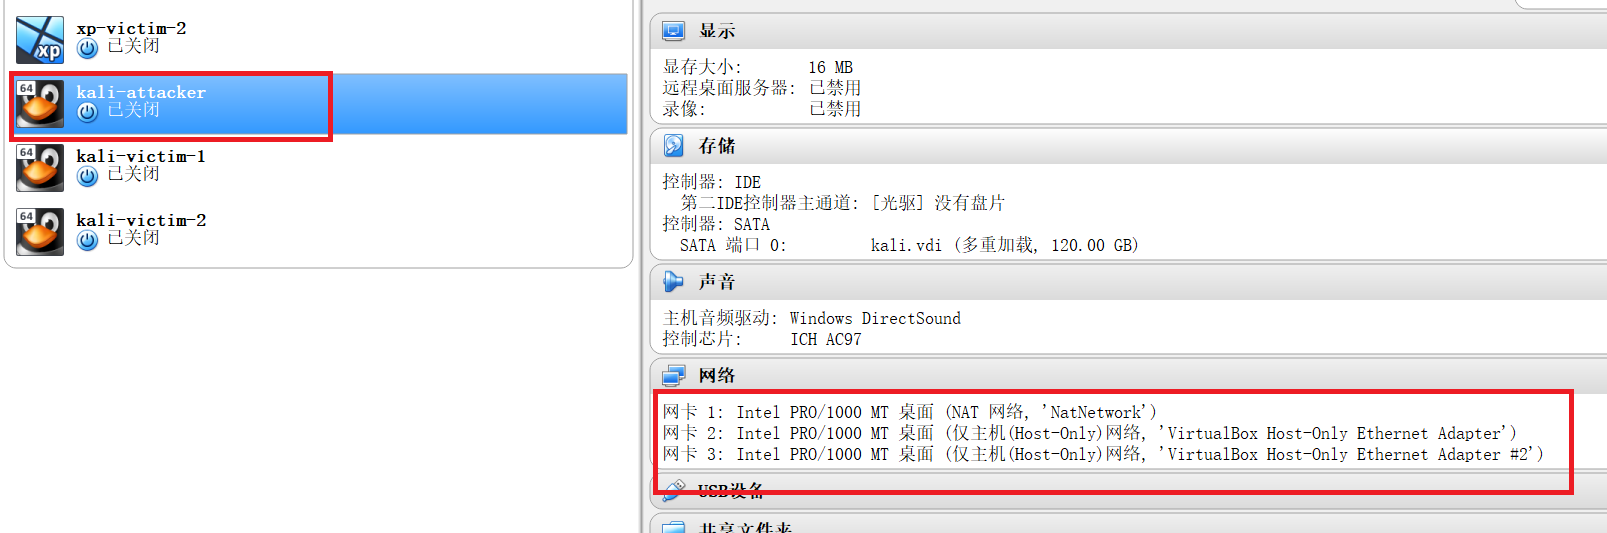 xp-victim-2
已关闭
64
kali-attacker
已关闭
64
kali-victim-1
已关闭
64
kali-victim-2
已关闭
显示
显存大小: 16 MB
远程桌面服务器: 已禁用
录像: 已禁用
存储
控制器: IDE
第二IDE控制器主通道: [光驱] 没有盘片
控制器: SATA
SATA 端口 0: kali.vdi (多重加载, 120.00 GB)
声音
主机音频驱动: Windows DirectSound
控制芯片: ICH AC97
网络
网卡 1: Intel PRO/1000 MT 桌面 (NAT 网络, 'NatNetwork')
网卡 2: Intel PRO/1000 MT 桌面 (仅主机(Host-Only)网络, 'VirtualBox Host-Only Ethernet Adapter')
网卡 3: Intel PRO/1000 MT 桌面 (仅主机(Host-Only)网络, 'VirtualBox Host-Only Ethernet Adapter #2')
USB设备
共享文件夹